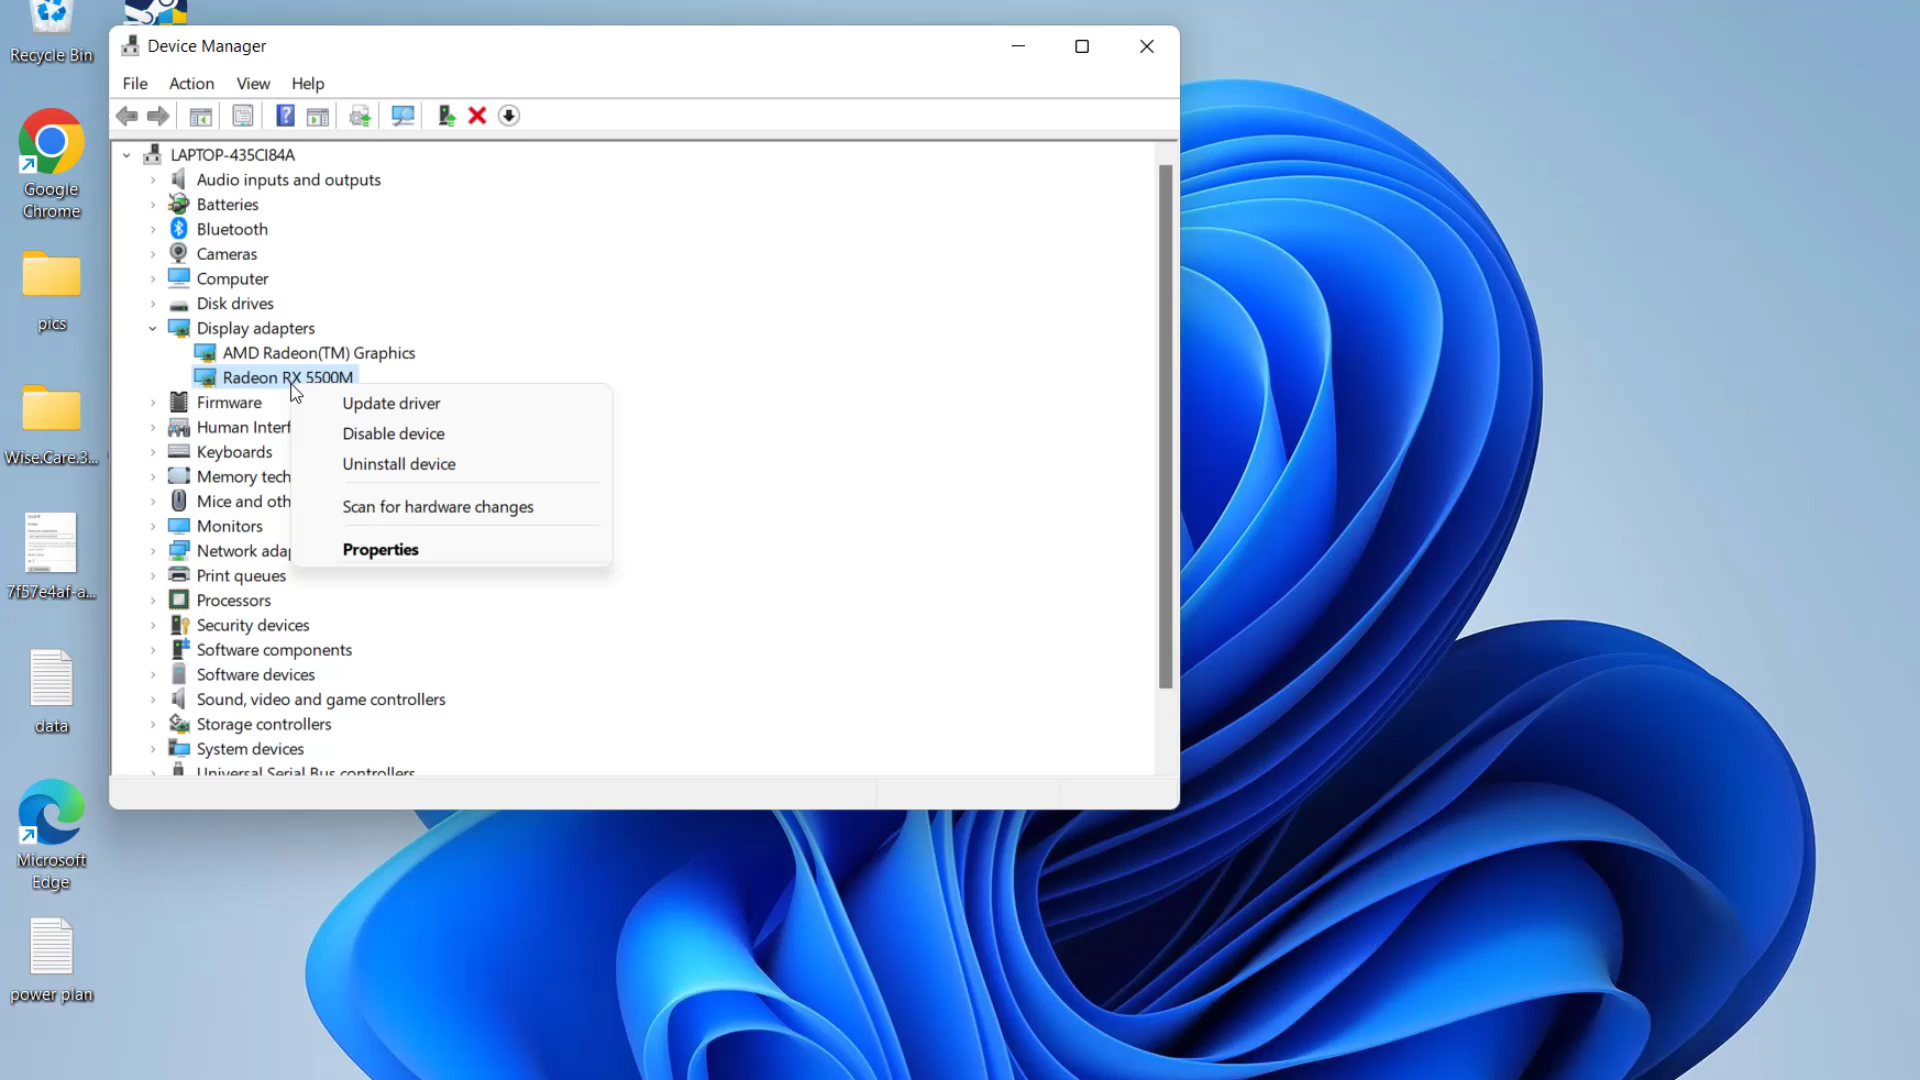 Recycle Bin
Google
Chrome
pics
Wise.Care.3...
7f57e4af-a...
data
Microsoft
Edge
power plan
Device Manager
File Action View Help
LAPTOP-435CI84A
Audio inputs and outputs
Batteries
Bluetooth
Cameras
Computer
Disk drives
Display adapters
AMD Radeon(TM) Graphics
Radeon RX 5500M
Firmware
Human Interf
Keyboards
Memory tech
Mice and oth
Monitors
Network adap
Print queues
Processors
Security devices
Software components
Software devices
Sound, video and game controllers
Storage controllers
System devices
Universal Serial Bus controllers
Update driver
Disable device
Uninstall device
Scan for hardware changes
Properties